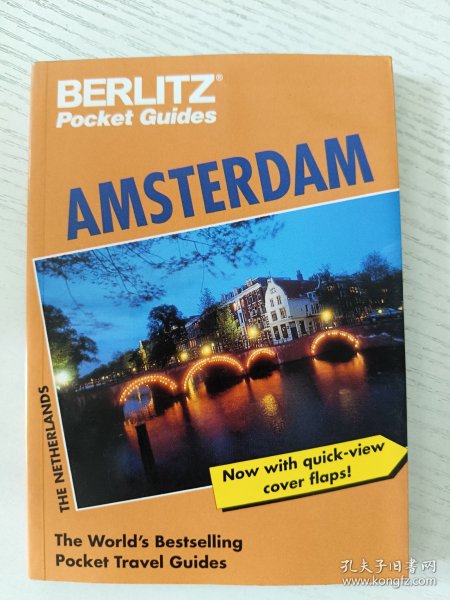 BERLITZ®
Pocket Guides
AMSTERDAM
THE NETHERLANDS
Now with quick-view
cover flaps!
The World's Bestselling
Pocket Travel Guides
孔夫子旧书网
www.kongfz.com